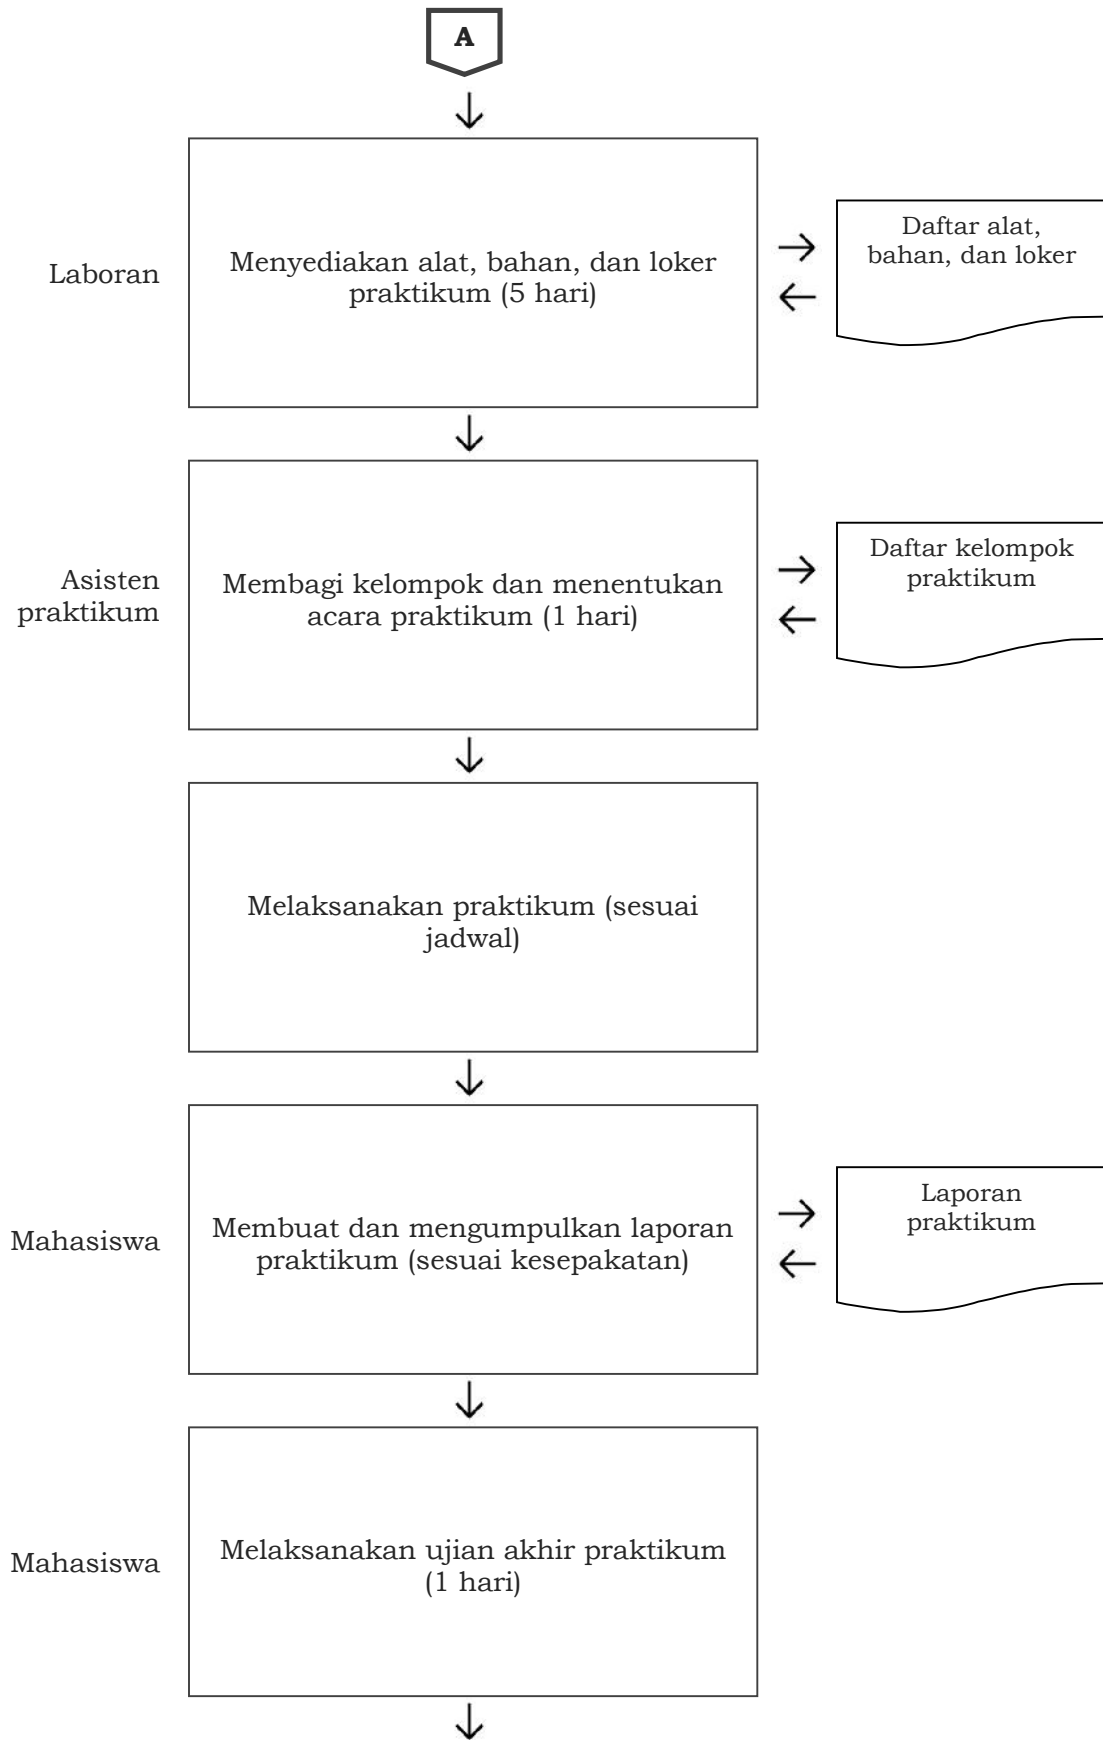 A
Laboran
Menyediakan alat, bahan, dan loker
praktikum (5 hari)
Daftar alat,
bahan, dan loker
Asisten
praktikum
Membagi kelompok dan menentukan
acara praktikum (1 hari)
Daftar kelompok
praktikum
Melaksanakan praktikum (sesuai
jadwal)
Mahasiswa
Membuat dan mengumpulkan laporan
praktikum (sesuai kesepakatan)
Laporan
praktikum
Mahasiswa
Melaksanakan ujian akhir praktikum
(1 hari)